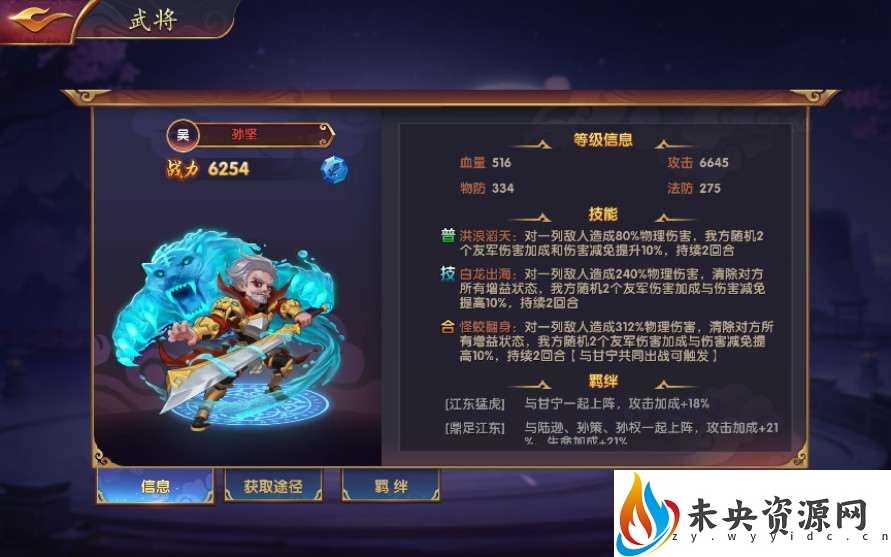 武将
吴 孙坚
战力 6254
等级信息
血量 516 攻击 6645
物防 334 法防 275
技能
普 洪浪滔天：对一列敌人造成80%物理伤害，我方随机2
个友军伤害加成和伤害减免提升10%，持续2回合
技 白龙出海：对一列敌人造成240%物理伤害，清除对方
所有增益状态，我方随机2个友军伤害加成与伤害减免
提高10%，持续2回合
合 怪蛟翻身：对一列敌人造成312%物理伤害，清除对方所
有增益状态，我方随机2个友军伤害加成与伤害减免提
高10%，持续2回合【与甘宁共同出战可触发】
羁绊
[江东猛虎] 与甘宁一起上阵，攻击加成+18%
[鼎足江东] 与陆逊、孙策、孙权一起上阵，攻击加成+21
%，生命加成+21%
信息 获取途径 羁绊
未央资源网
zy.wyyidc.cn